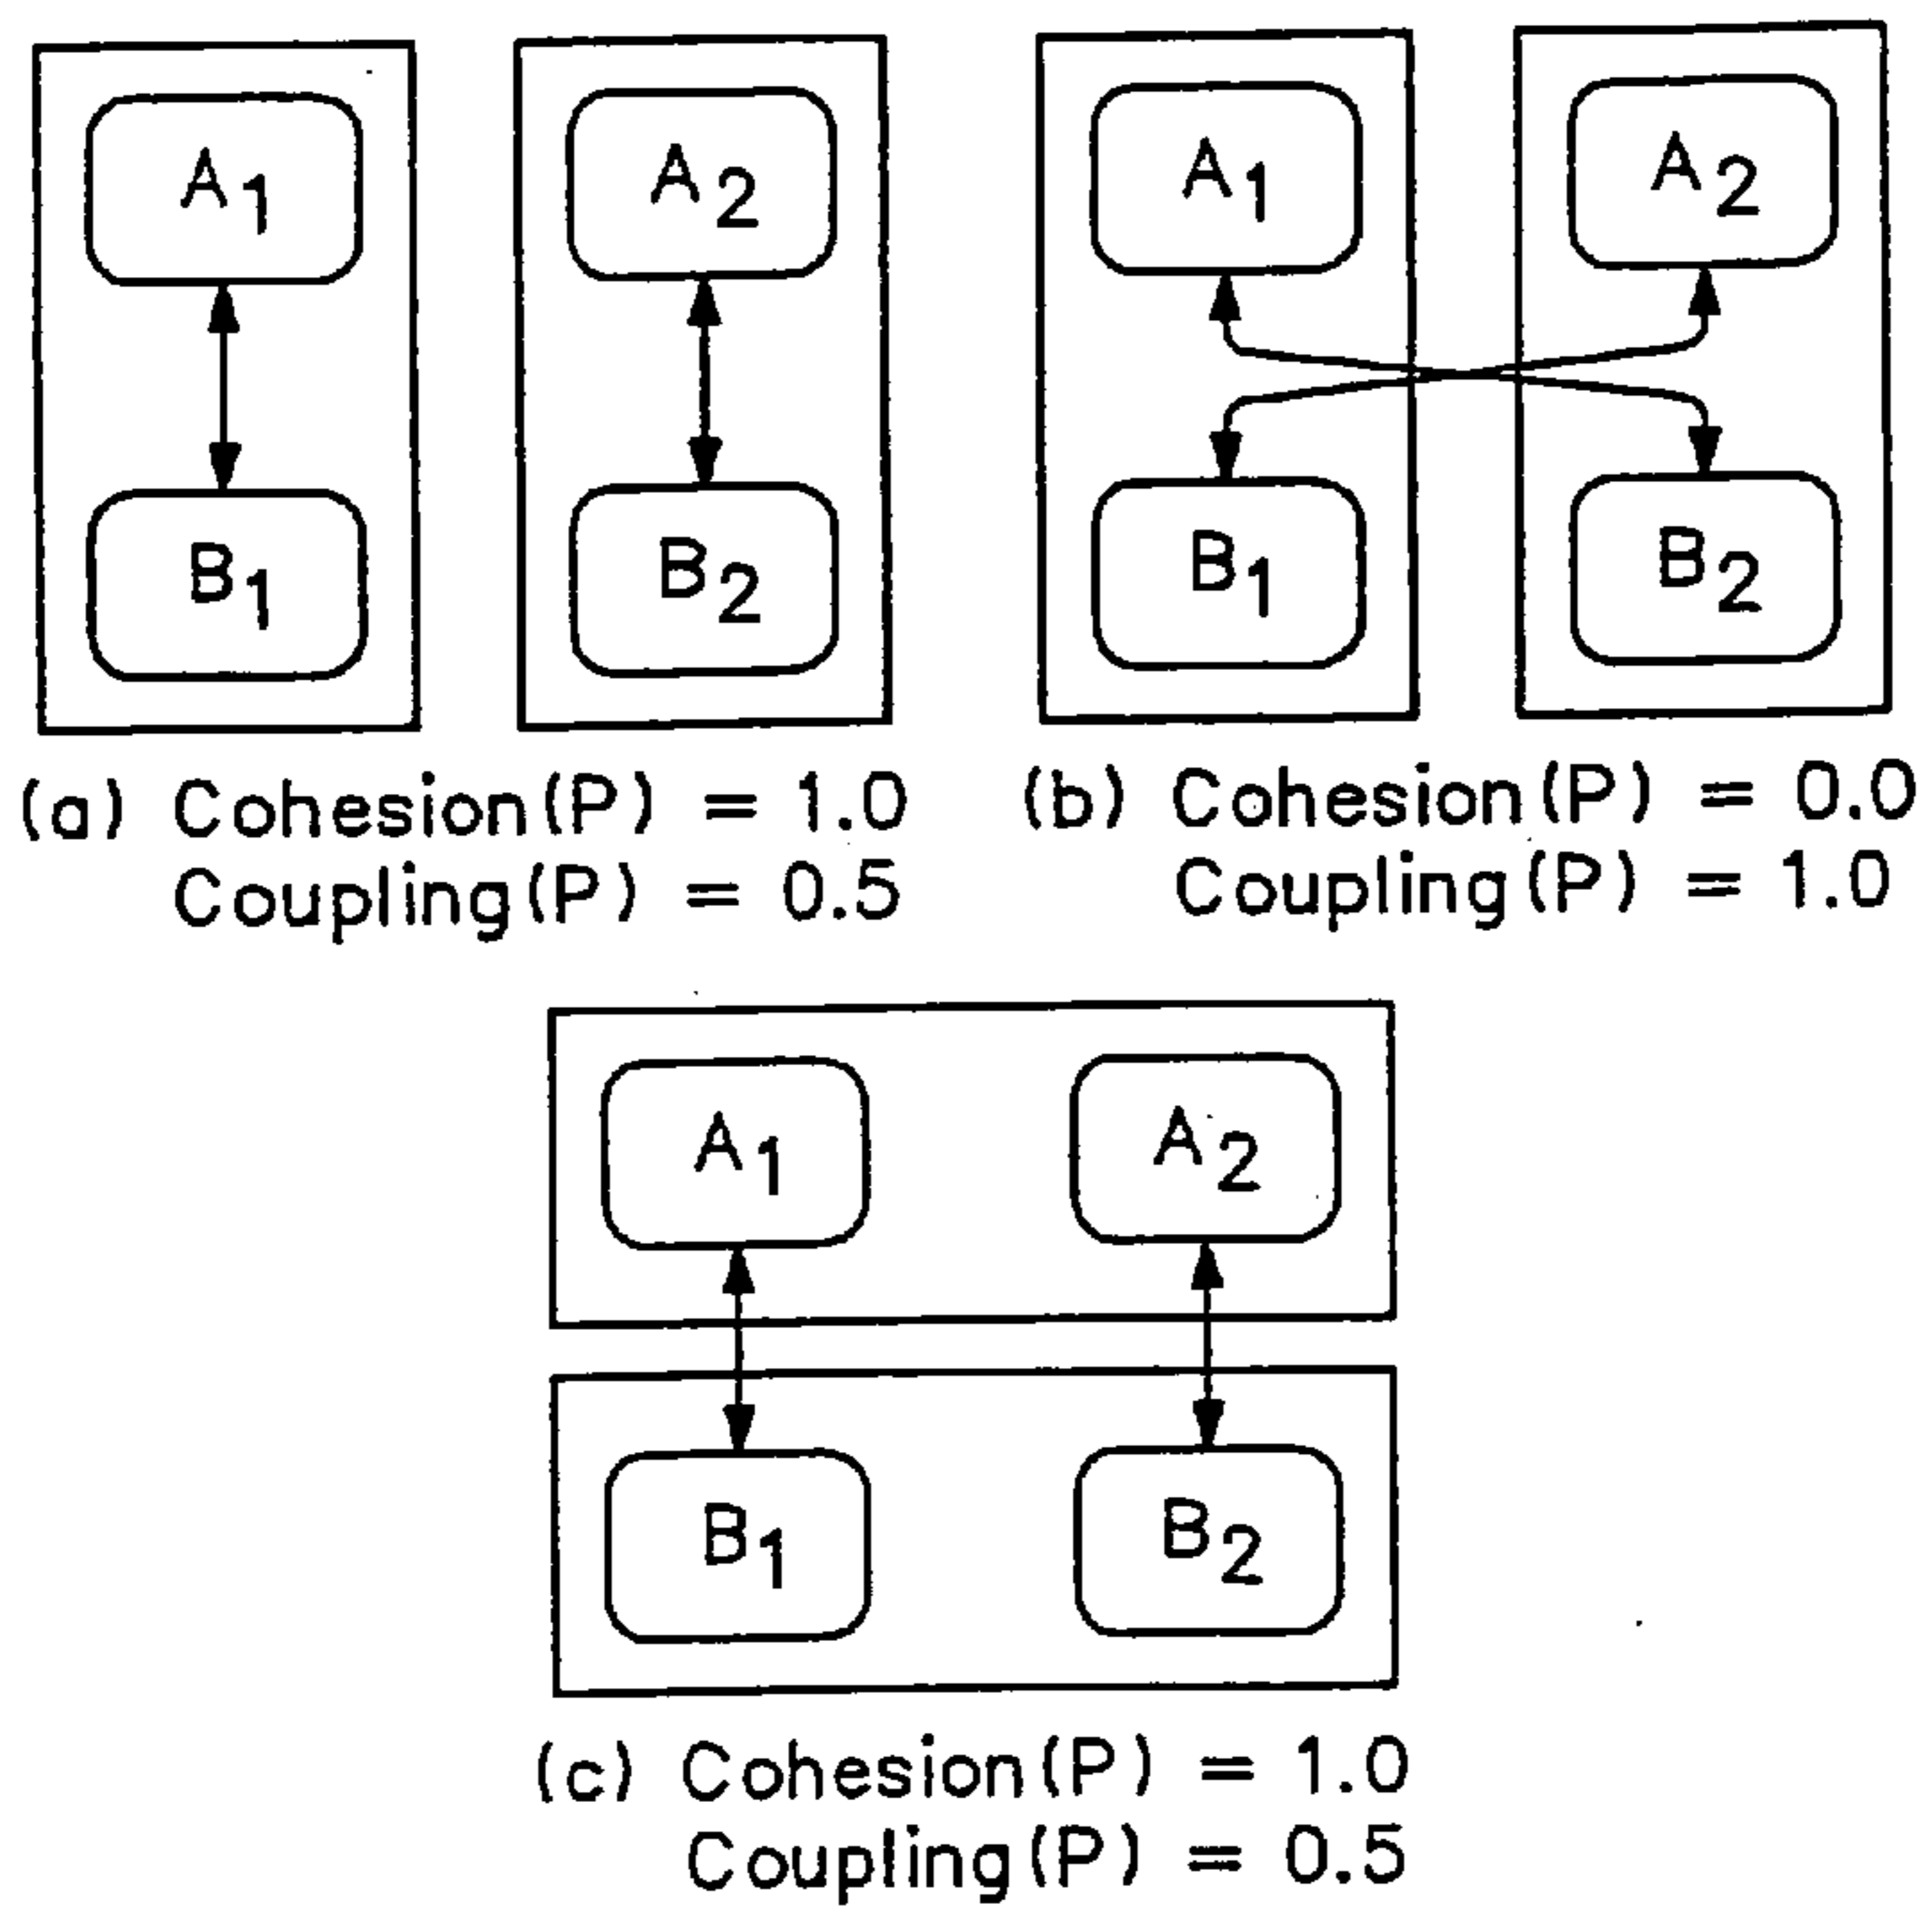 A1 A2 A1 A2
B1 B2 B1 B2
(a) Cohesion(P) = 1.0 (b) Cohesion(P) = 0.0
Coupling(P) = 0.5 Coupling(P) = 1.0
A1 A2
B1 B2
(c) Cohesion(P) = 1.0
Coupling(P) = 0.5